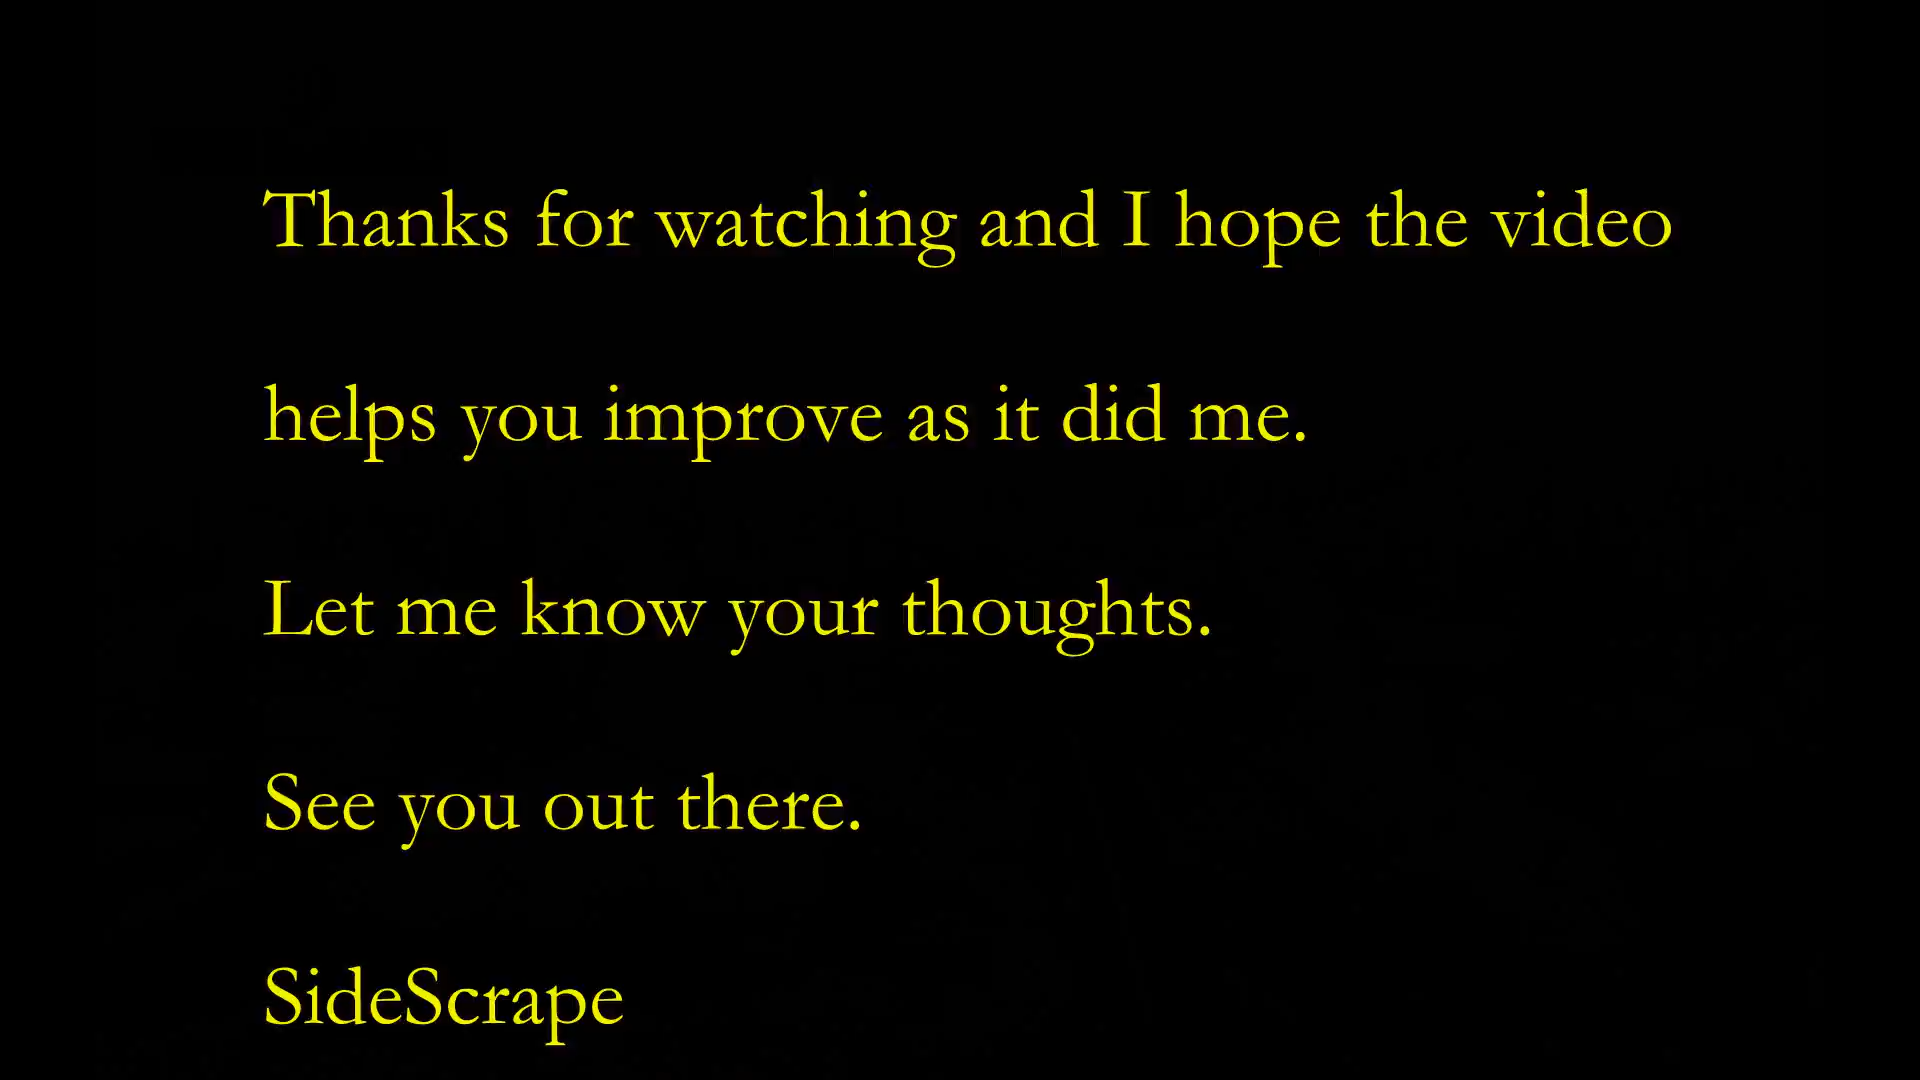 Thanks for watching and I hope the video
helps you improve as it did me.
Let me know your thoughts.
See you out there.
SideScrape